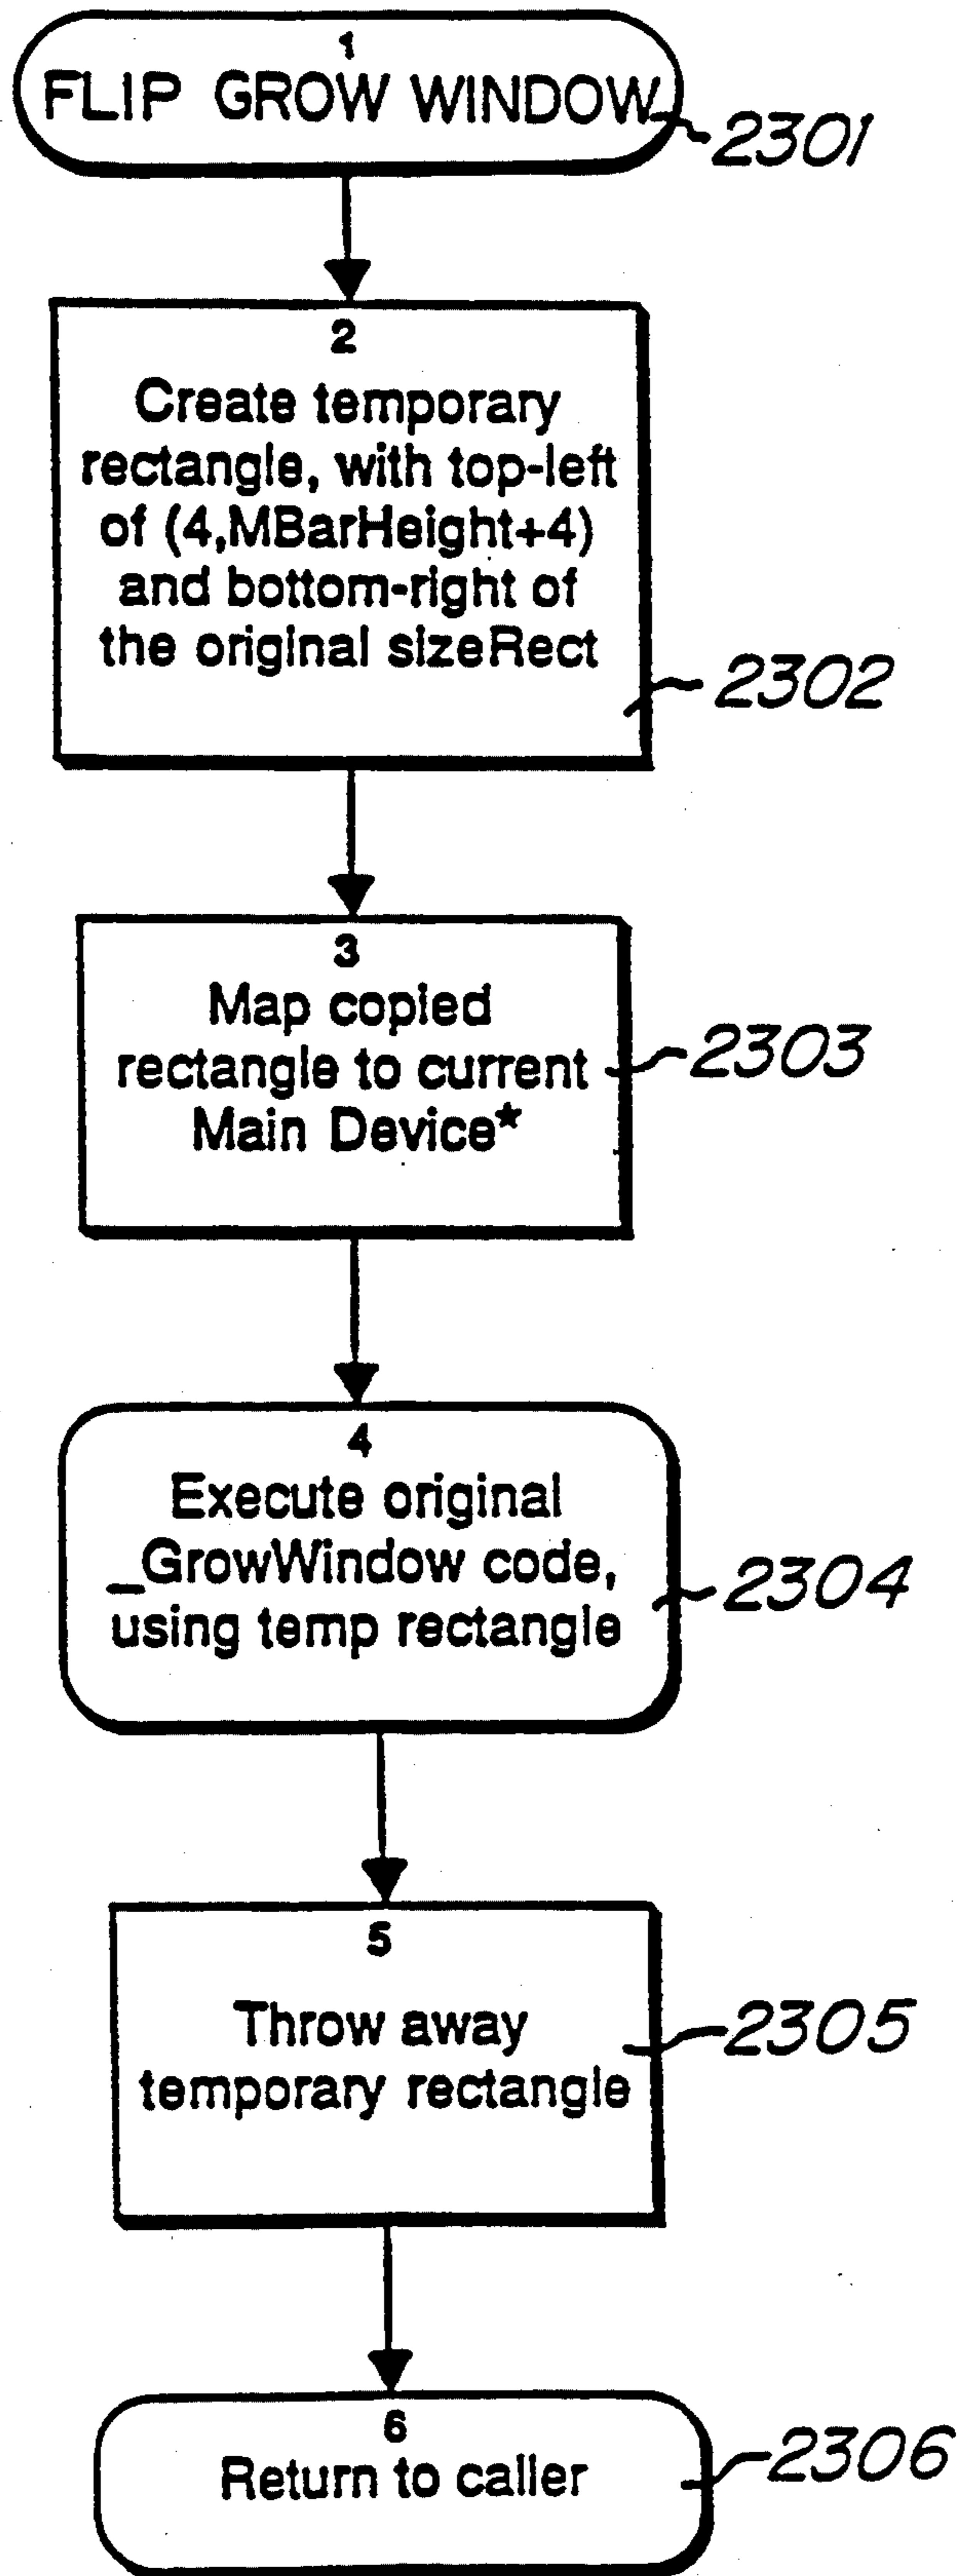 1
FLIP GROW WINDOW
2301
2
Create temporary
rectangle, with top-left
of (4,MBarHeight+4)
and bottom-right of
the original sizeRect
2302
3
Map copied
rectangle to current
Main Device*
2303
4
Execute original
_GrowWindow code,
using temp rectangle
2304
5
Throw away
temporary rectangle
2305
6
Return to caller
2306